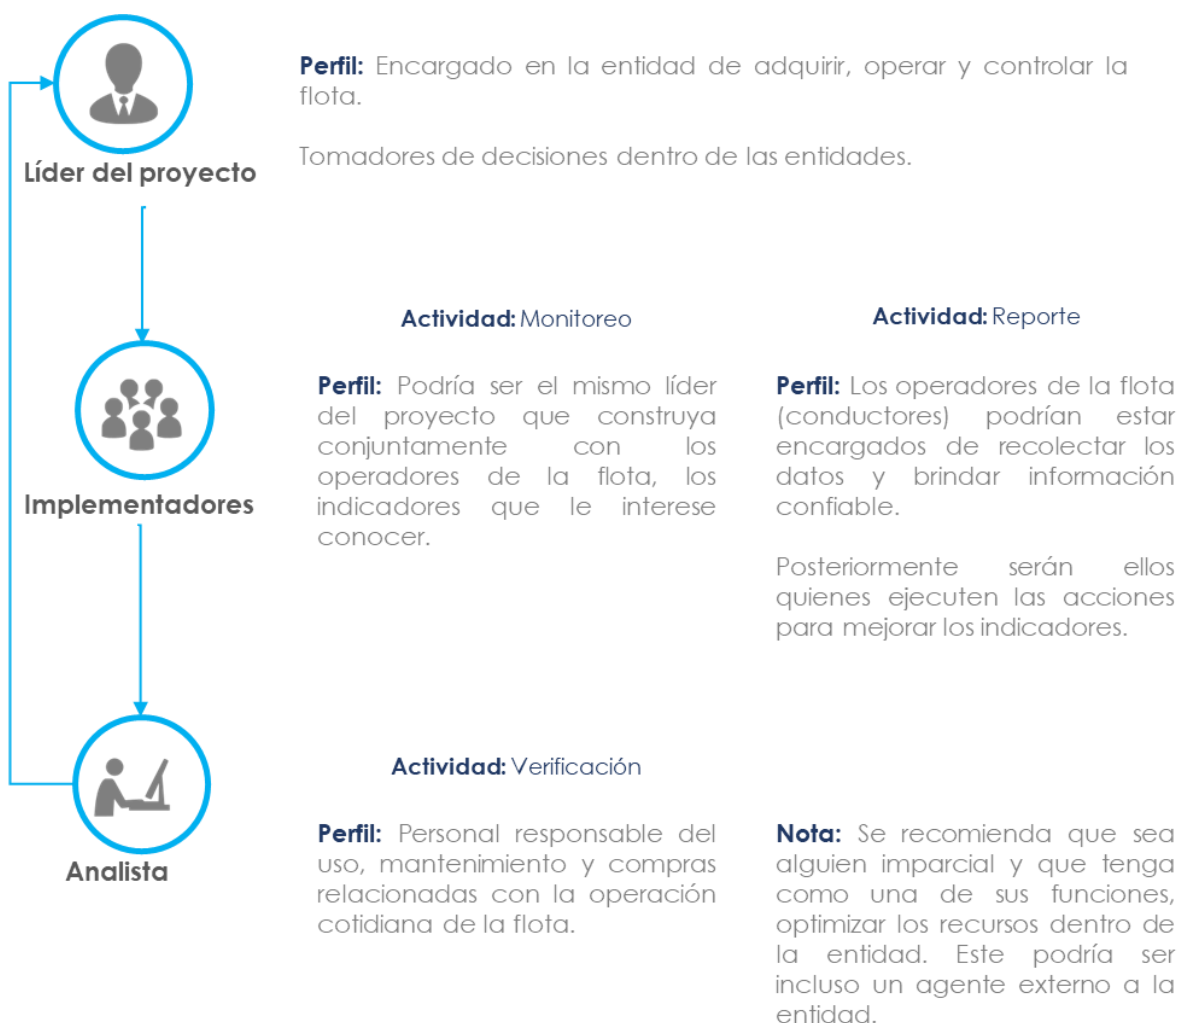 Perfil: Encargado en la entidad de adquirir, operar y controlar la
flota.
Tomadores de decisiones dentro de las entidades.
Líder del proyecto
Actividad: Monitoreo
Perfil: Podría ser el mismo líder
del proyecto que construya
conjuntamente con los
operadores de la flota, los
indicadores que le interese
conocer.
Actividad: Reporte
Perfil: Los operadores de la flota
(conductores) podrían estar
encargados de recolectar los
datos y brindar información
confiable.
Posteriormente serán ellos
quienes ejecuten las acciones
para mejorar los indicadores.
Implementadores
Actividad: Verificación
Perfil: Personal responsable del
uso, mantenimiento y compras
relacionadas con la operación
cotidiana de la flota.
Nota: Se recomienda que sea
alguien imparcial y que tenga
como una de sus funciones,
optimizar los recursos dentro de
la entidad. Este podría ser
incluso un agente externo a la
entidad.
Analista